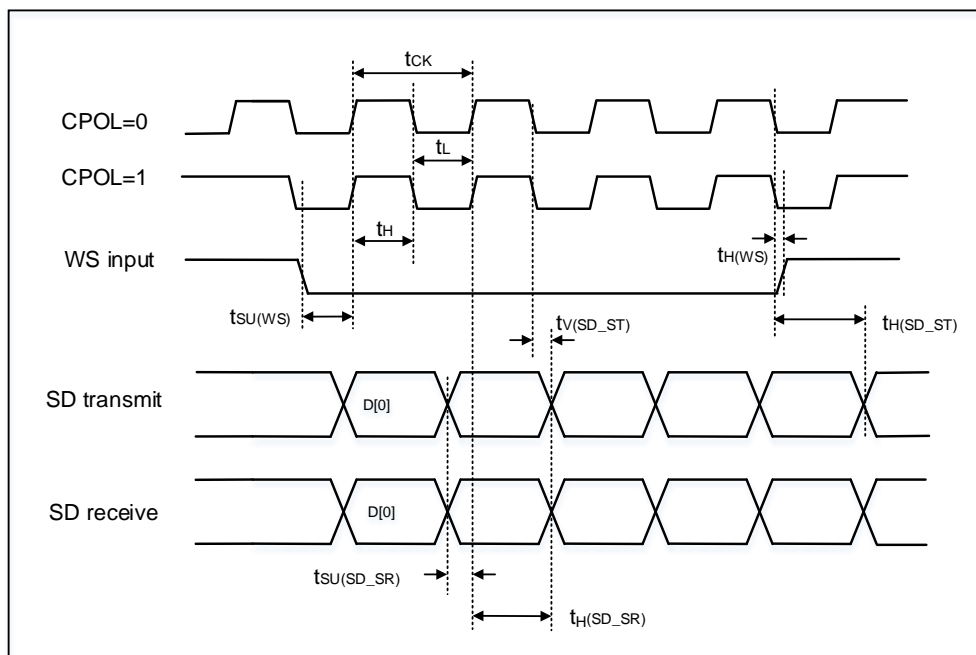 tCK
CPOL=0
tL
CPOL=1
tH
tH(WS)
WS input
tSU(WS)
tV(SD_ST)
tH(SD_ST)
SD transmit
D[0]
SD receive
D[0]
tSU(SD_SR)
tH(SD_SR)